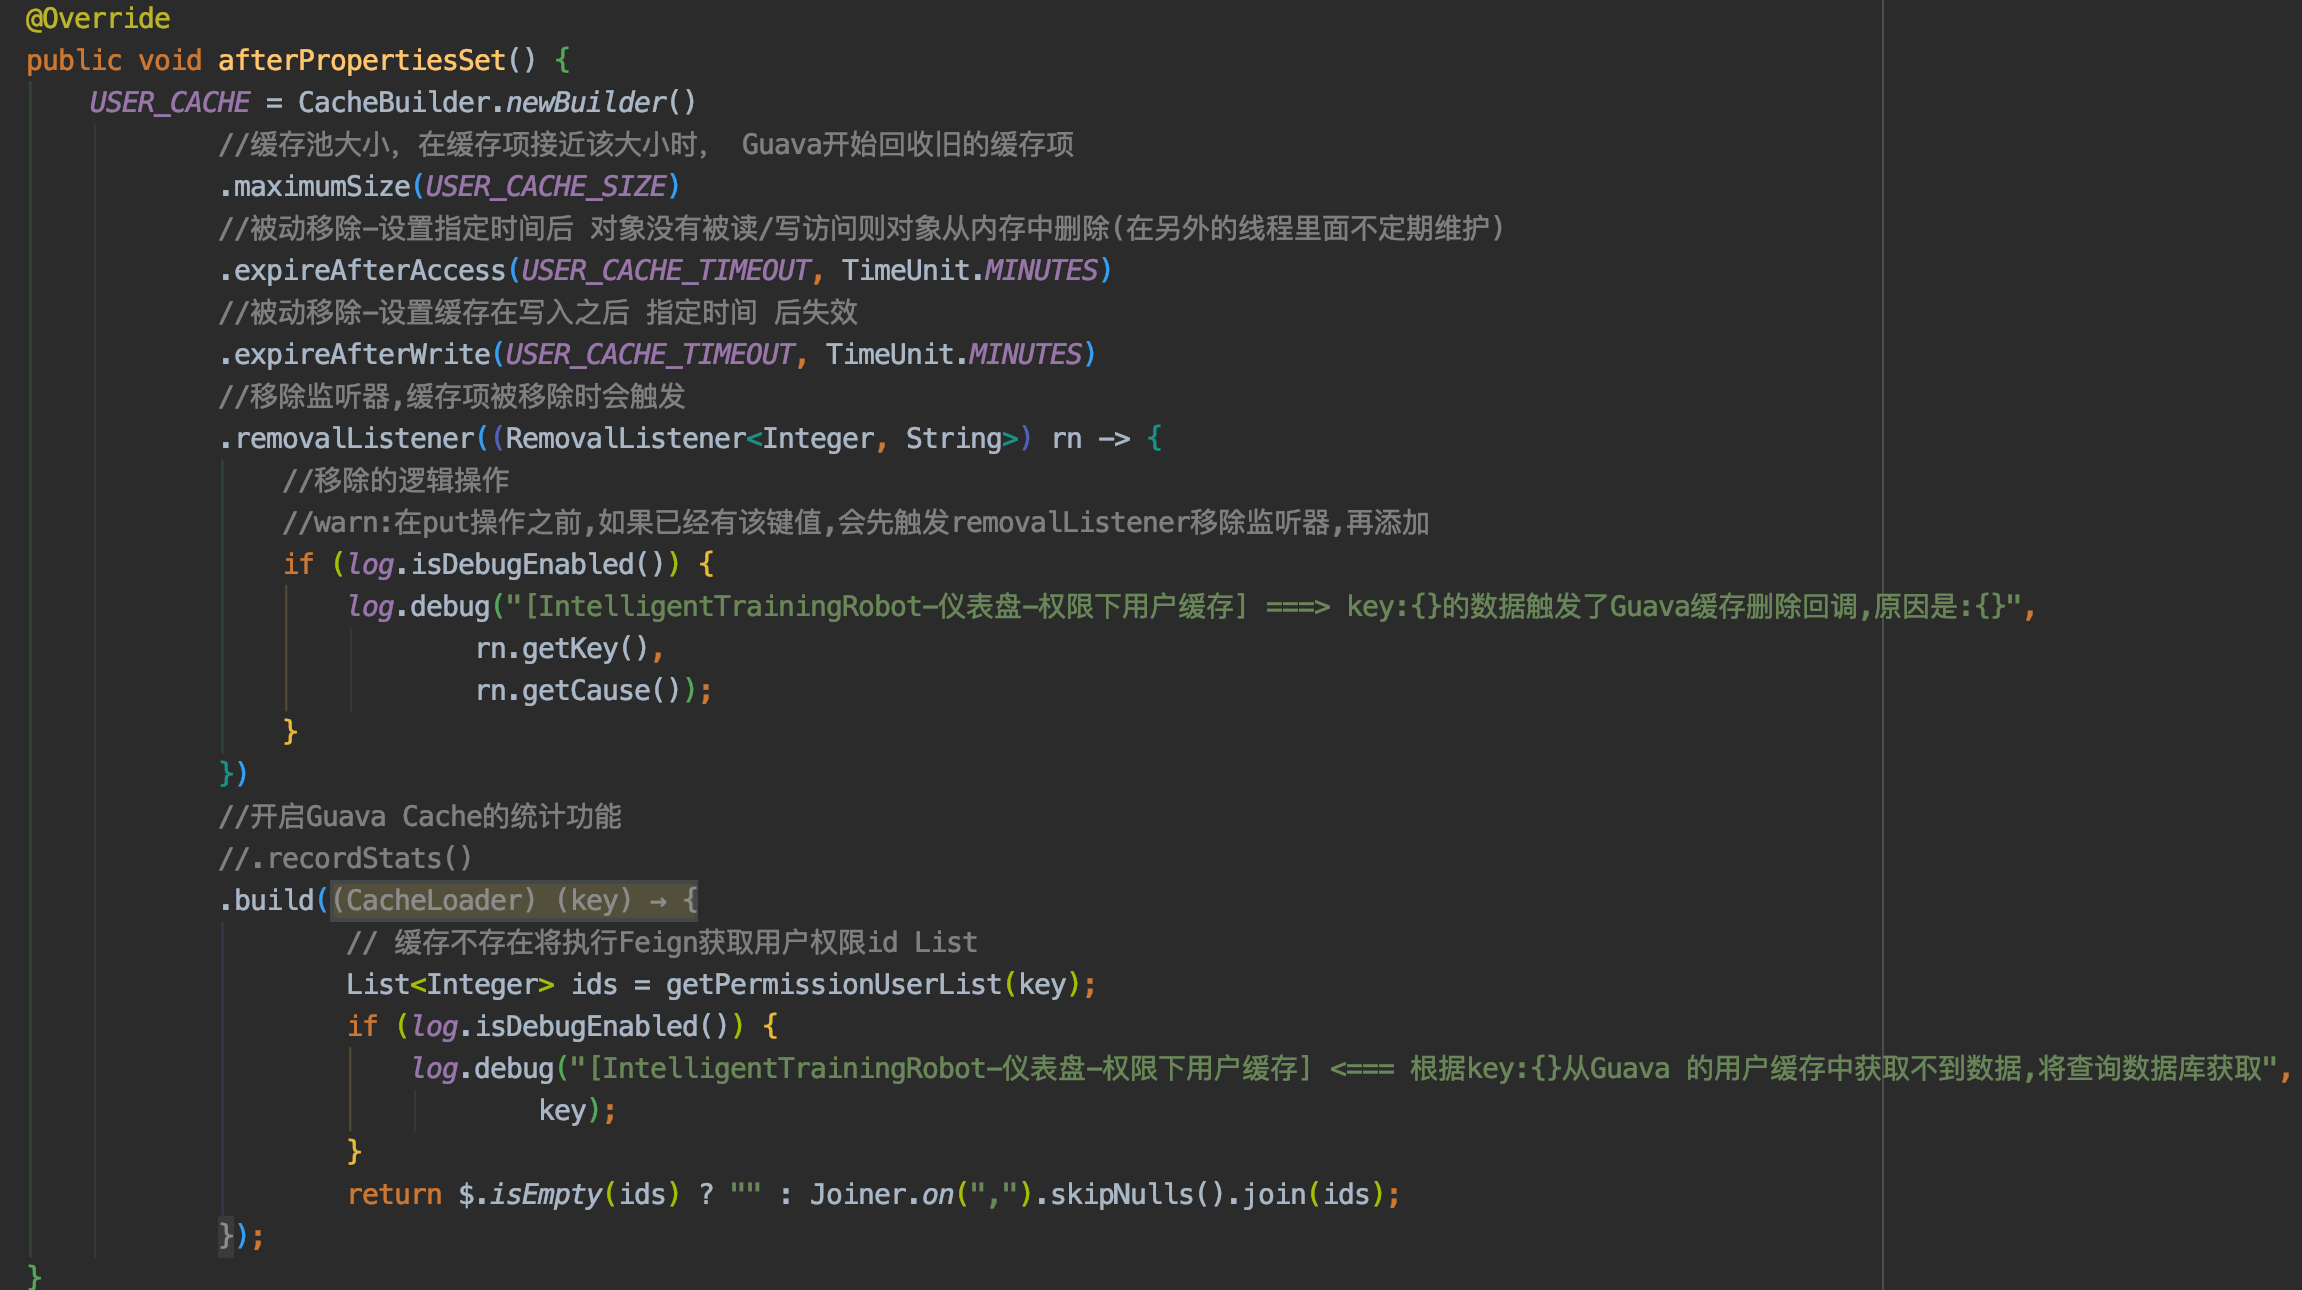 @Override
public void afterPropertiesSet() {
USER_CACHE = CacheBuilder.newBuilder()
//缓存池大小，在缓存项接近该大小时， Guava开始回收旧的缓存项
.maximumSize(USER_CACHE_SIZE)
//被动移除-设置指定时间后 对象没有被读/写访问则对象从内存中删除(在另外的线程里面不定期维护)
.expireAfterAccess(USER_CACHE_TIMEOUT, TimeUnit.MINUTES)
//被动移除-设置缓存在写入之后 指定时间 后失效
.expireAfterWrite(USER_CACHE_TIMEOUT, TimeUnit.MINUTES)
//移除监听器,缓存项被移除时会触发
.removalListener((RemovalListener<Integer, String>) rn -> {
//移除的逻辑操作
//warn:在put操作之前,如果已经有该键值,会先触发removalListener移除监听器,再添加
if (log.isDebugEnabled()) {
log.debug("[IntelligentTrainingRobot-仪表盘-权限下用户缓存] ===> key:{}的数据触发了Guava缓存删除回调,原因是:{}",
rn.getKey(),
rn.getCause());
}
})
//开启Guava Cache的统计功能
//.recordStats()
.build((CacheLoader) (key) → {
// 缓存不存在将执行Feign获取用户权限id List
List<Integer> ids = getPermissionUserList(key);
if (log.isDebugEnabled()) {
log.debug("[IntelligentTrainingRobot-仪表盘-权限下用户缓存] <=== 根据key:{}从Guava 的用户缓存中获取不到数据,将查询数据库获取",
key);
}
return $.isEmpty(ids) ? "" : Joiner.on(",").skipNulls().join(ids);
});
}